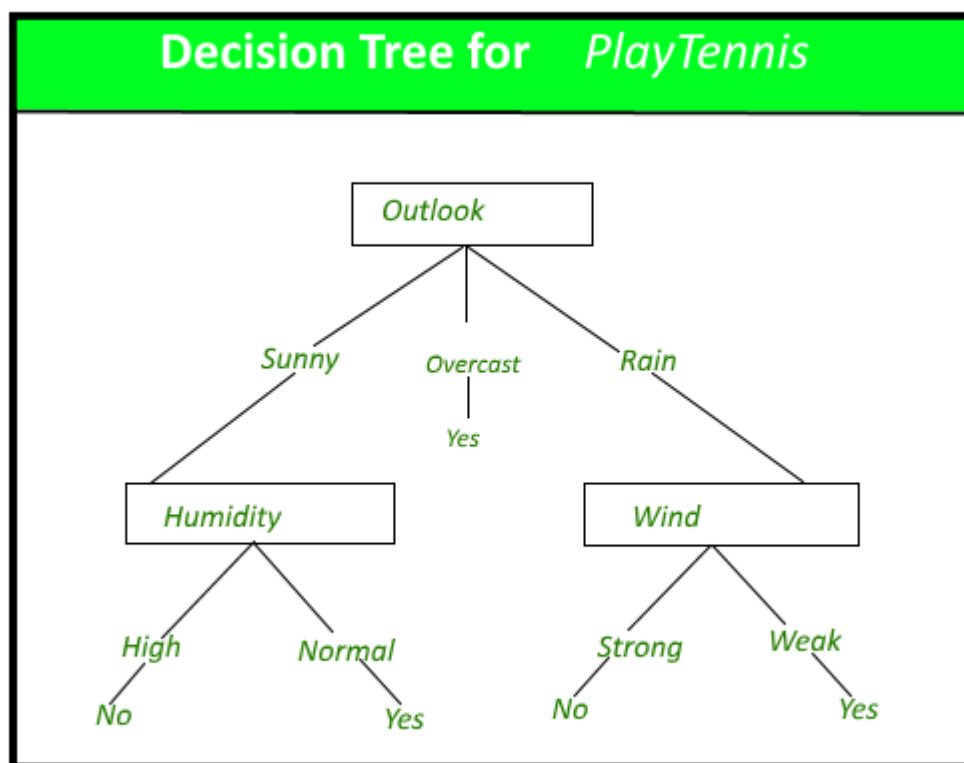 Decision Tree for PlayTennis
Outlook
Sunny Overcast Rain
Yes
Humidity Wind
High Normal Strong Weak
No Yes No Yes